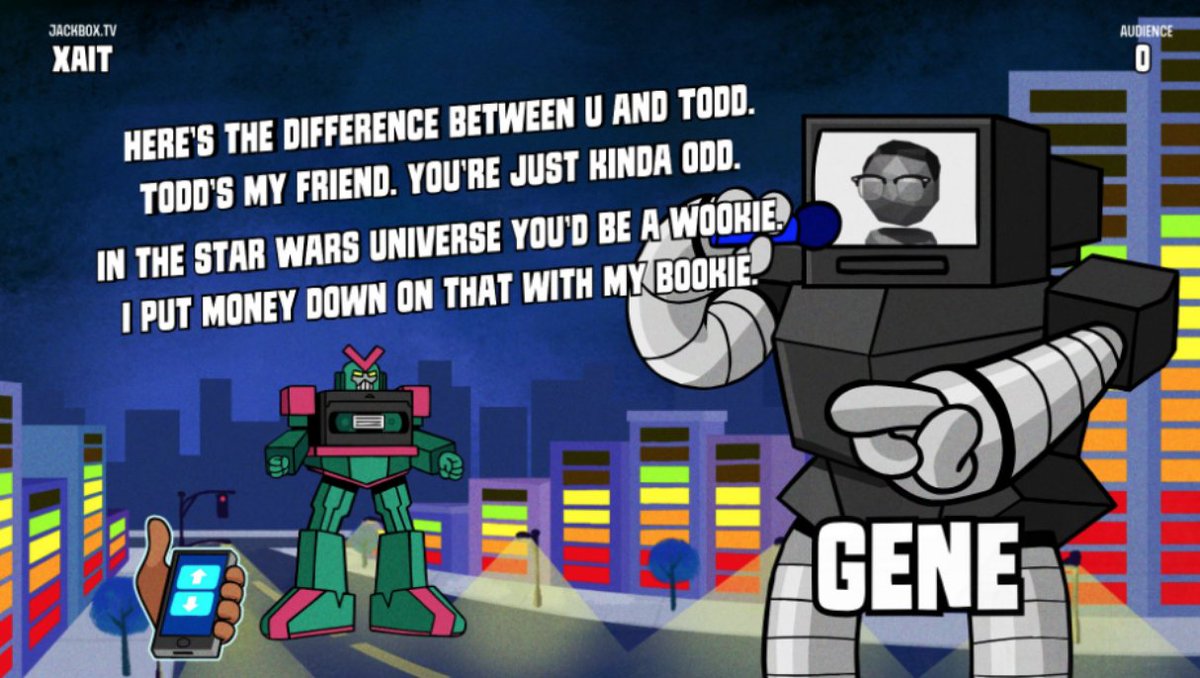 JACKBOX.TV
XAIT
AUDIENCE
0
HERE'S THE DIFFERENCE BETWEEN U AND TODD.
TODD'S MY FRIEND. YOU'RE JUST KINDA ODD.
IN THE STAR WARS UNIVERSE YOU'D BE A WOOKIE.
I PUT MONEY DOWN ON THAT WITH MY BOOKIE.
GENE